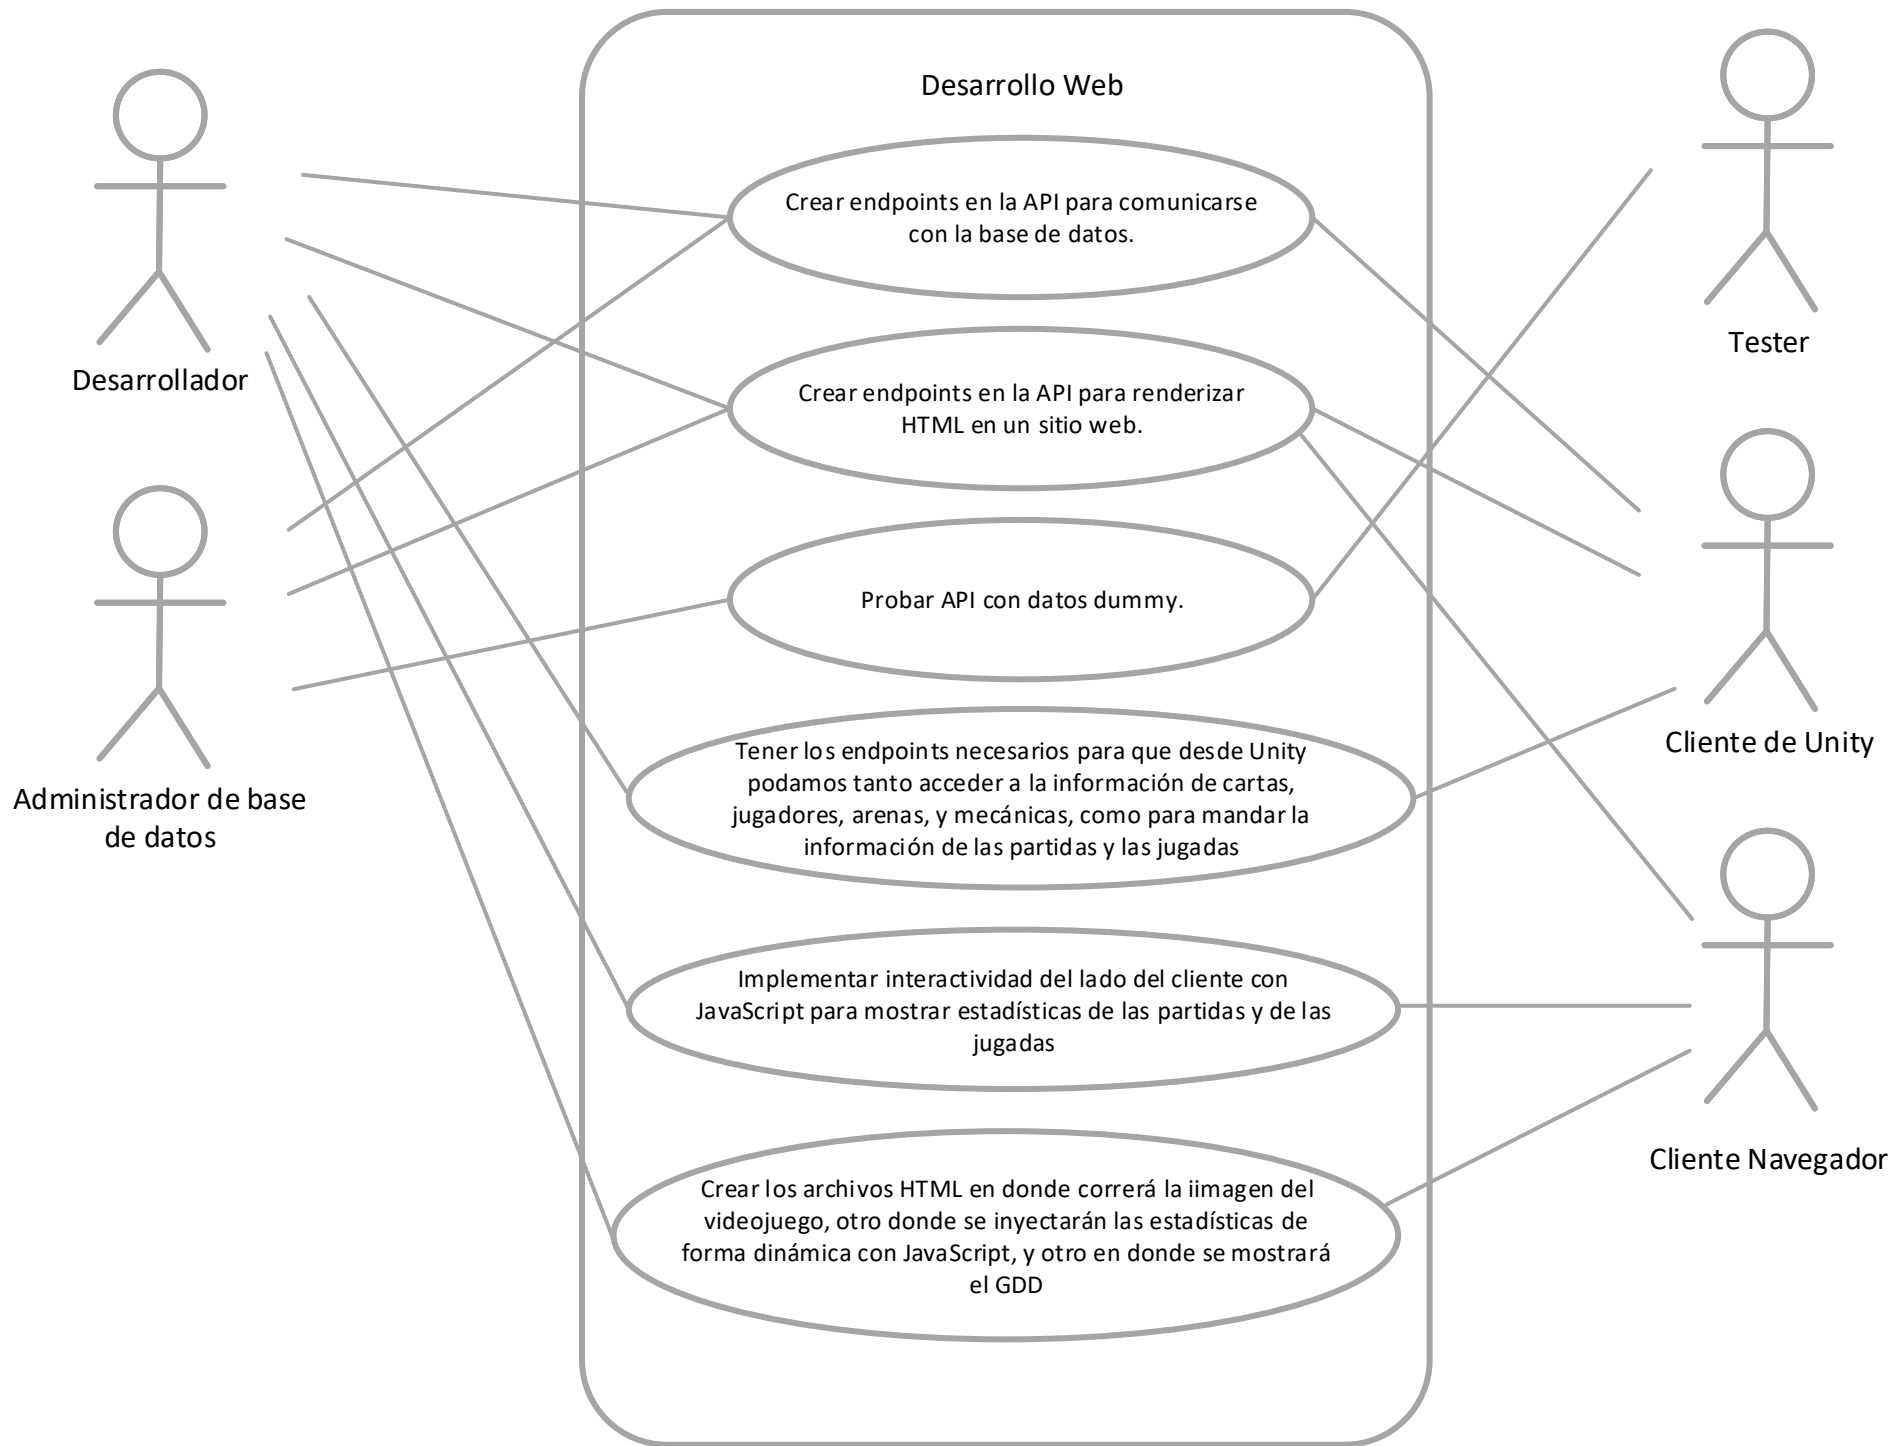 Desarrollo Web
Desarrollador
Administrador de base
de datos
Crear endpoints en la API para comunicarse
con la base de datos.
Crear endpoints en la API para renderizar
HTML en un sitio web.
Probar API con datos dummy.
Tener los endpoints necesarios para que desde Unity
podamos tanto acceder a la información de cartas,
jugadores, arenas, y mecánicas, como para mandar la
información de las partidas y las jugadas
Implementar interactividad del lado del cliente con
JavaScript para mostrar estadísticas de las partidas y de las
jugadas
Crear los archivos HTML en donde correrá la iimagen del
videojuego, otro donde se inyectarán las estadísticas de
forma dinámica con JavaScript, y otro en donde se mostrará
el GDD
Tester
Cliente de Unity
Cliente Navegador